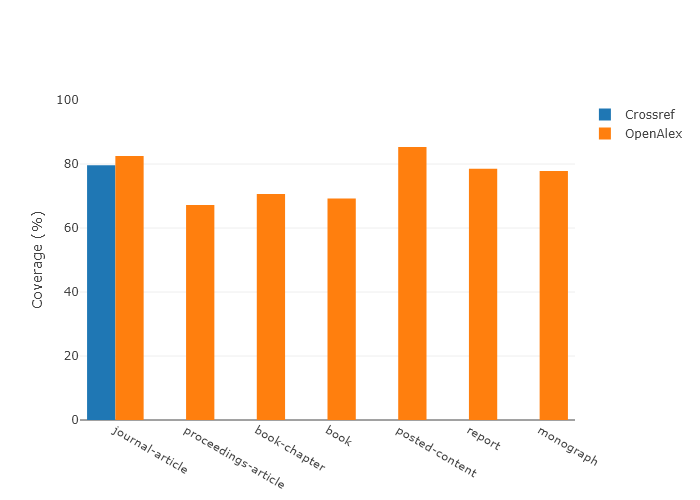 100
80
60
40
20
0
Coverage (%)
journal-article
proceedings-article
book-chapter
book
posted-content
report
monograph
Crossref
OpenAlex